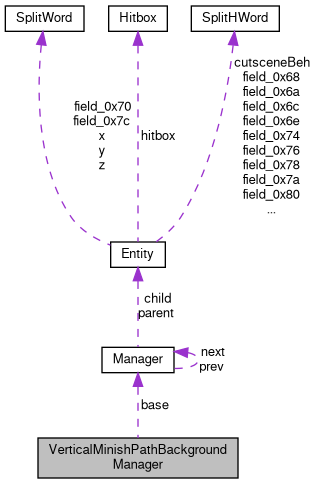 SplitWord
Hitbox
SplitHWord
field_0x70
field_0x7c
x
y
z
hitbox
cutsceneBeh
field_0x68
field_0x6a
field_0x6c
field_0x6e
field_0x74
field_0x76
field_0x78
field_0x7a
field_0x80
...
Entity
child
parent
Manager
next
prev
base
VerticalMinishPathBackground
Manager